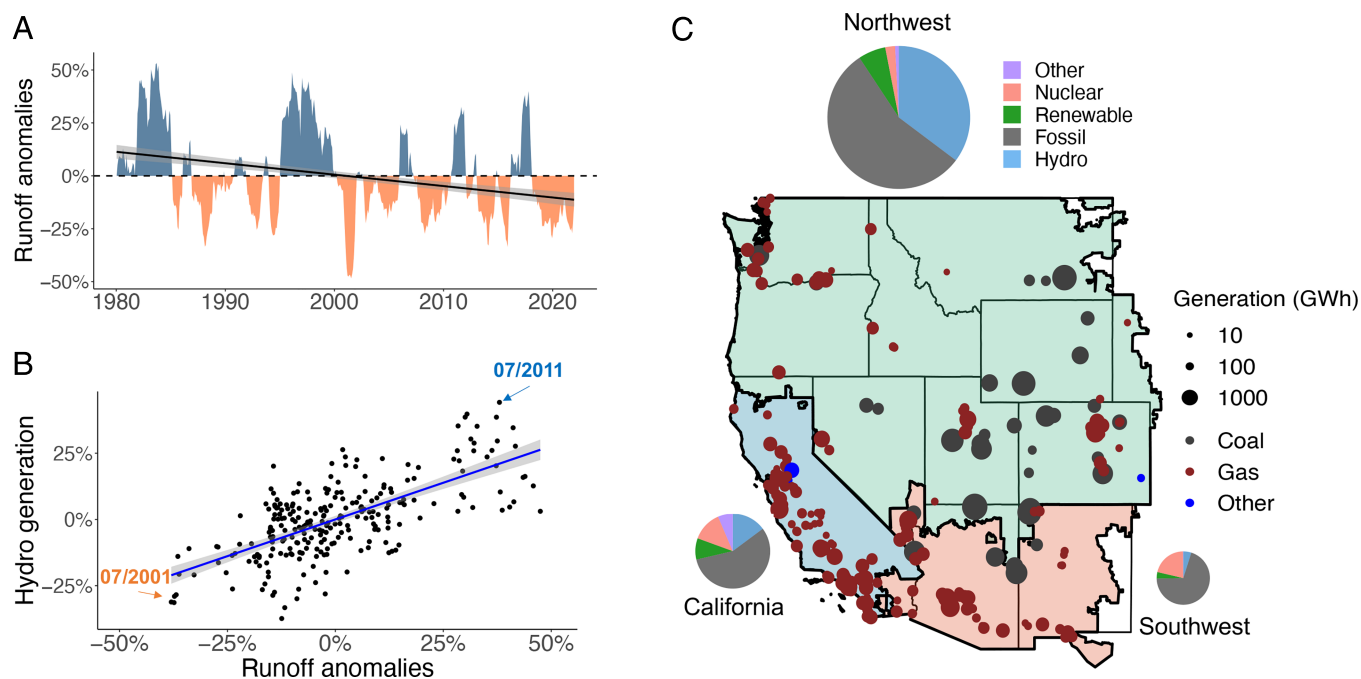 A
Runoff anomalies
50%
25%
0%
−25%
−50%
1980
1990
2000
2010
2020
B
Hydro generation
07/2011
25%
0%
−25%
07/2001
−50%
−25%
0%
25%
50%
Runoff anomalies
C
Northwest
Other
Nuclear
Renewable
Fossil
Hydro
Generation (GWh)
10
100
1000
Coal
Gas
Other
California
Southwest